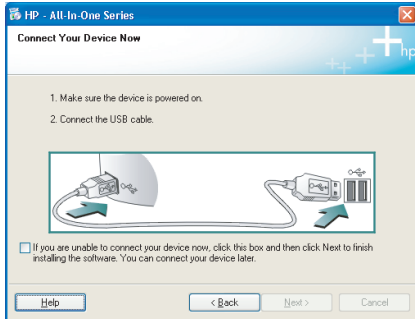 HP - All-In-One Series
Connect Your Device Now
hp
1. Make sure the device is powered on.
2. Connect the USB cable.
If you are unable to connect your device now, click this box and then click Next to finish
installing the software. You can connect your device later.
Help
< Back
Next >
Cancel